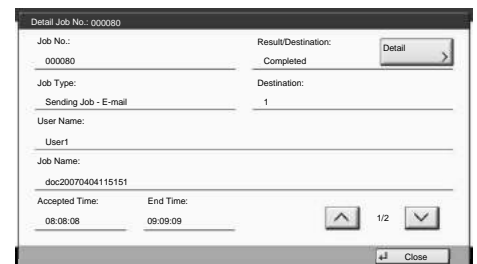 Detail Job No.: 000080
Job No.:
Result/Destination:
Detail
000080
Completed
Job Type:
Destination:
Sending Job - E-mail
1
User Name:
User1
Job Name:
doc20070404115151
Accepted Time:
End Time:
08:08:08
09:09:09
1/2
Close